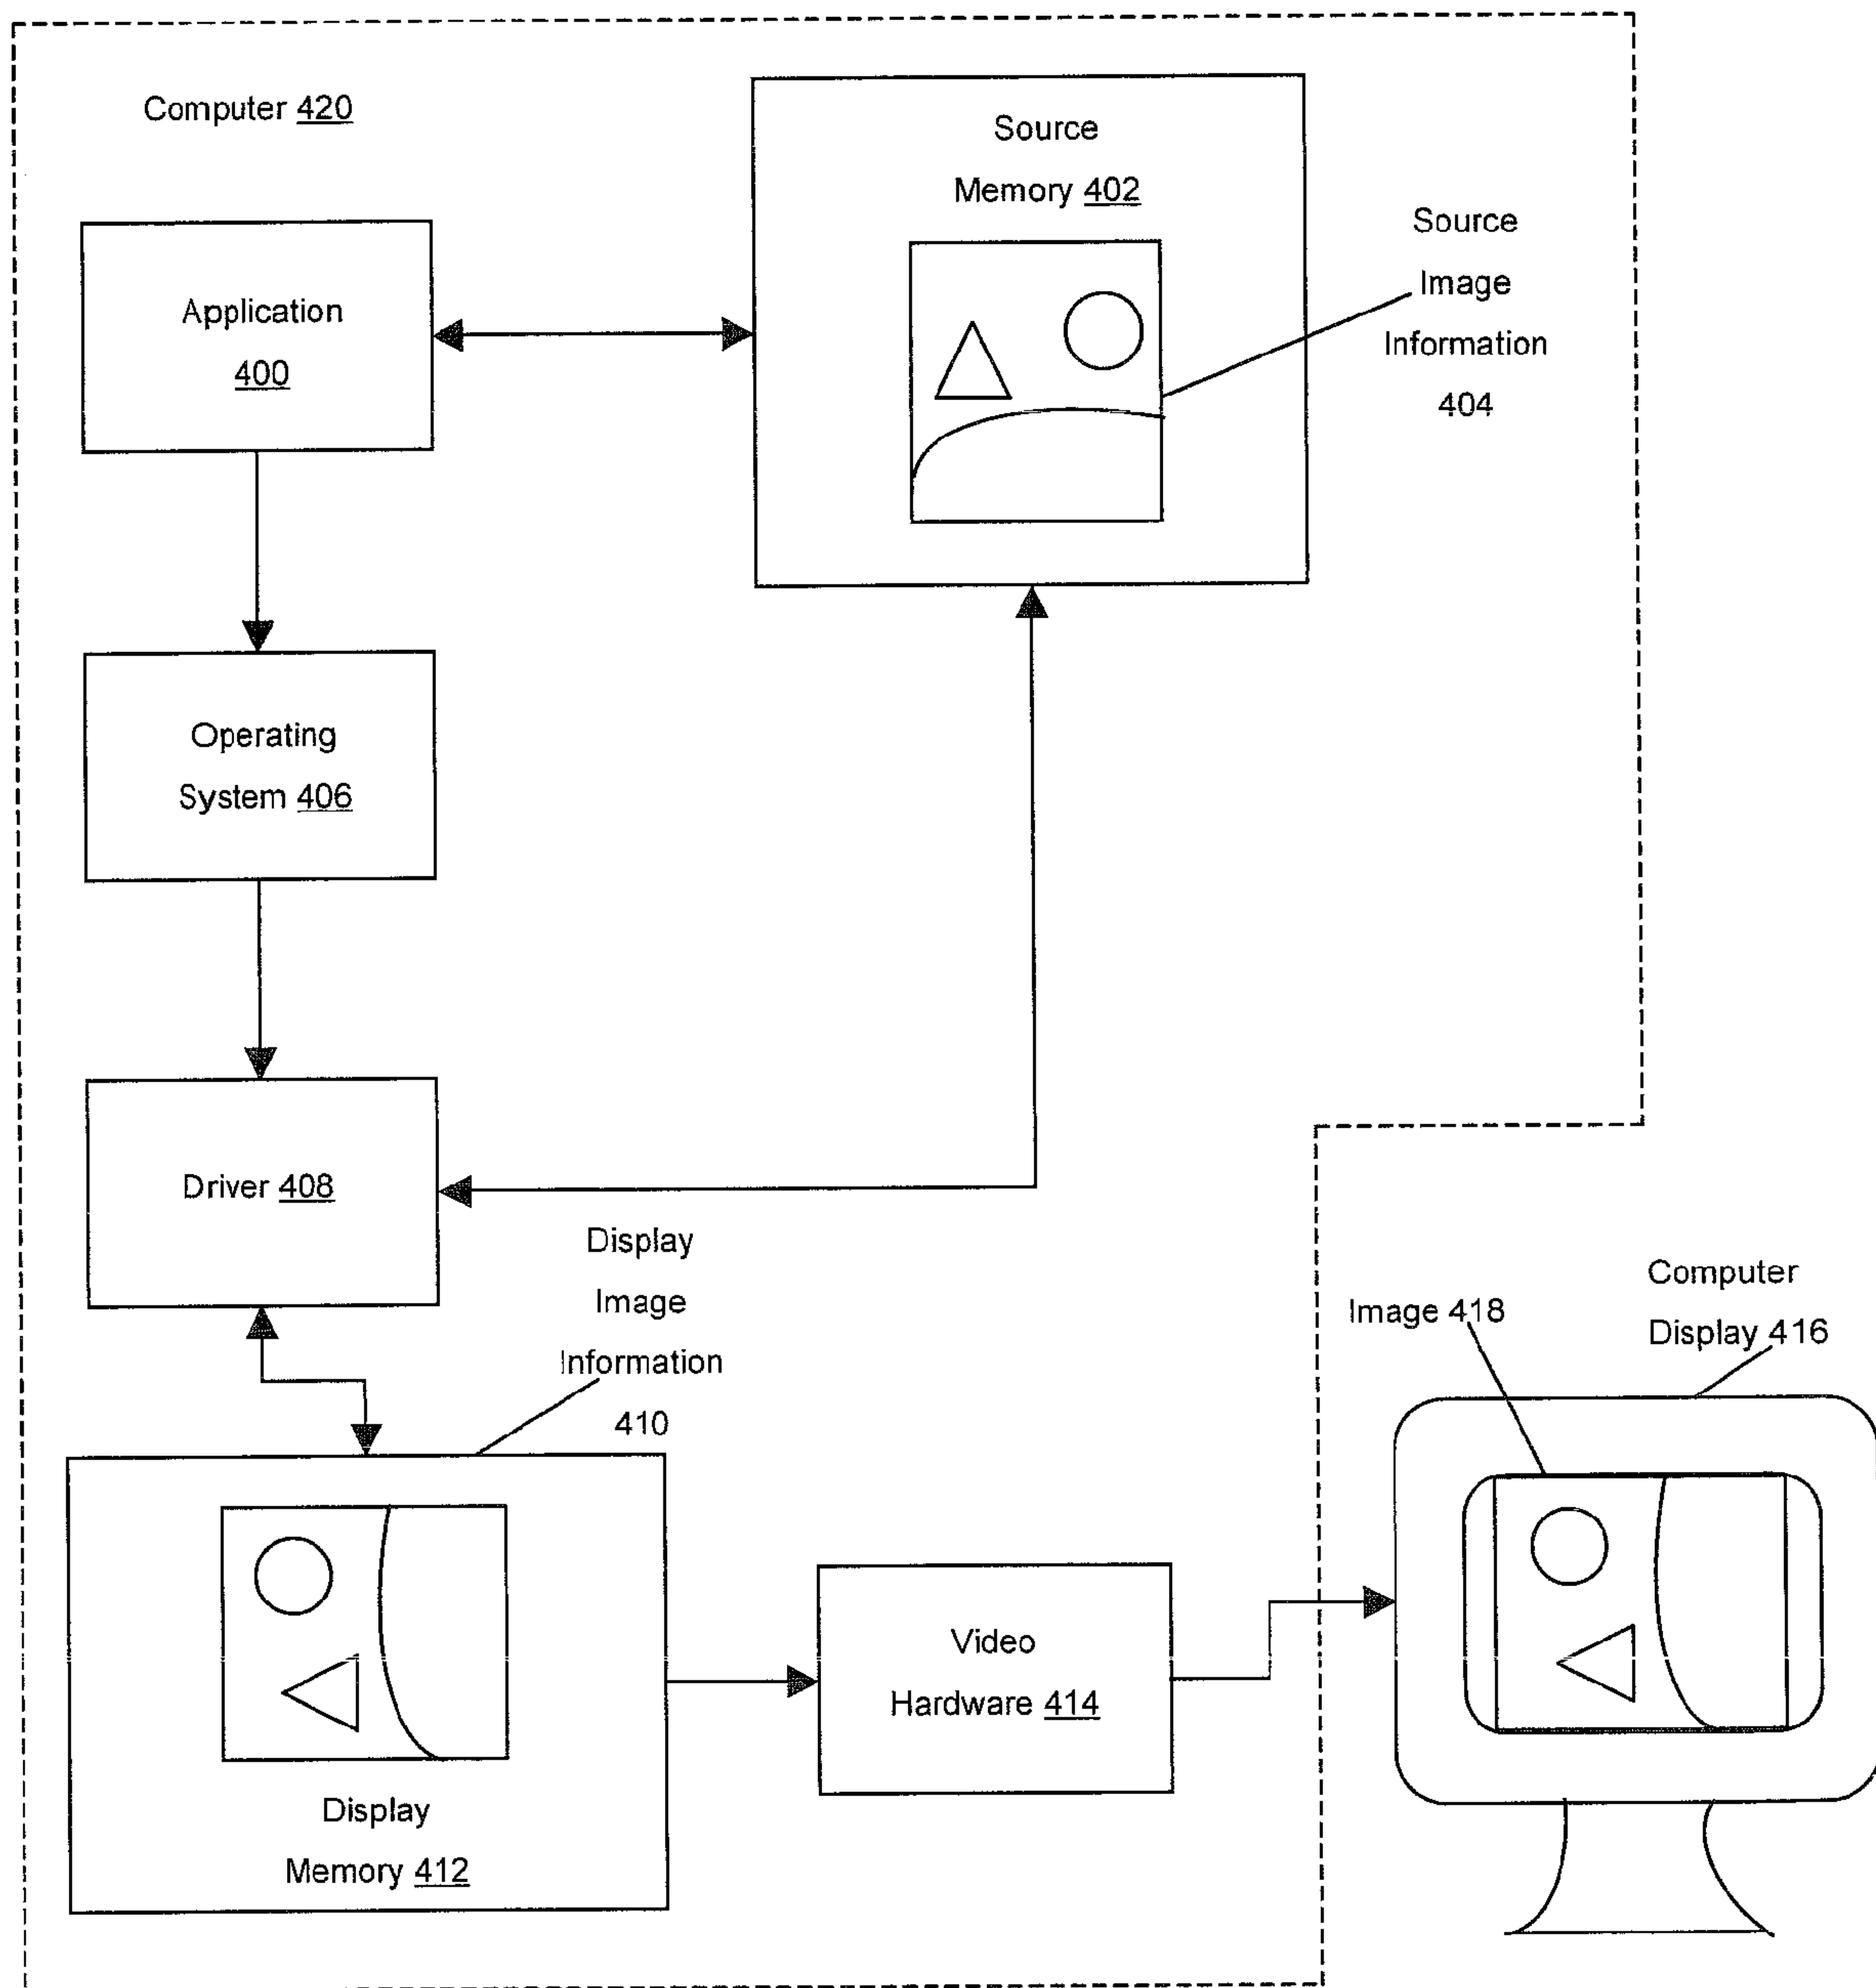 Computer 420
Source
Memory 402
Source
Image
Information
404
Application
400
Operating
System 406
Driver 408
Display
Image
Information
410
Computer
Display 416
Image 418
Video
Hardware 414
Display
Memory 412